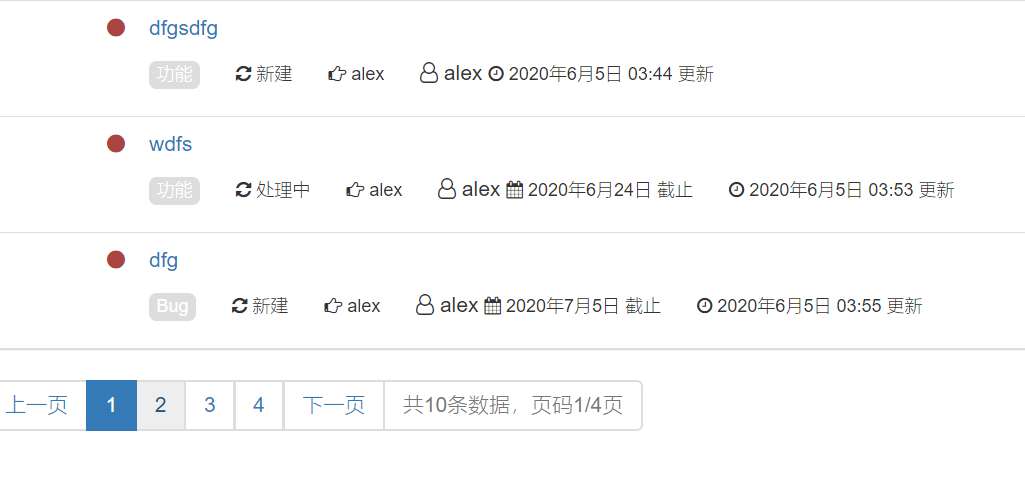 dfgsdfg
功能 新建 alex alex 2020年6月5日 03:44 更新
wdfs
功能 处理中 alex alex 2020年6月24日 截止 2020年6月5日 03:53 更新
dfg
Bug 新建 alex alex 2020年7月5日 截止 2020年6月5日 03:55 更新
上一页 1 2 3 4 下一页 共10条数据，页码1/4页